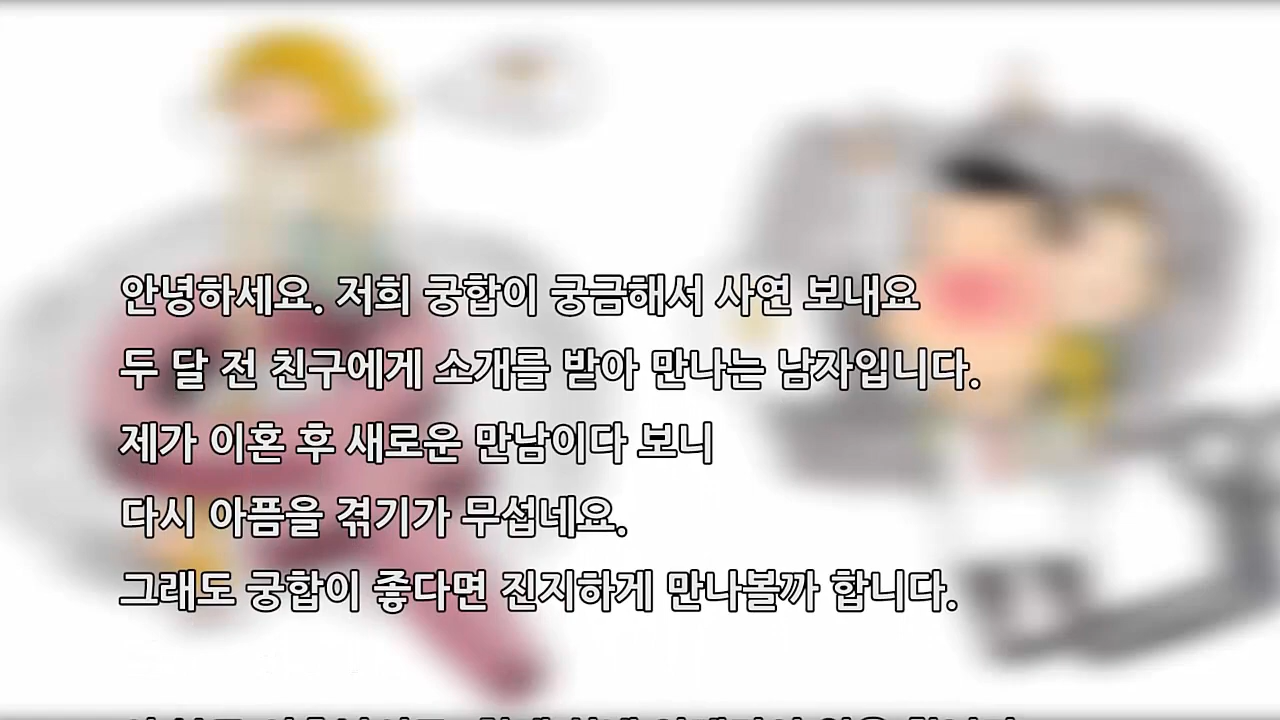 안녕하세요. 저희 궁합이 궁금해서 사연 보내요
두 달 전 친구에게 소개를 받아 만나는 남자입니다.
제가 이혼 후 새로운 만남이다 보니
다시 아픔을 겪기가 무섭네요.
그래도 궁합이 좋다면 진지하게 만나볼까 합니다.